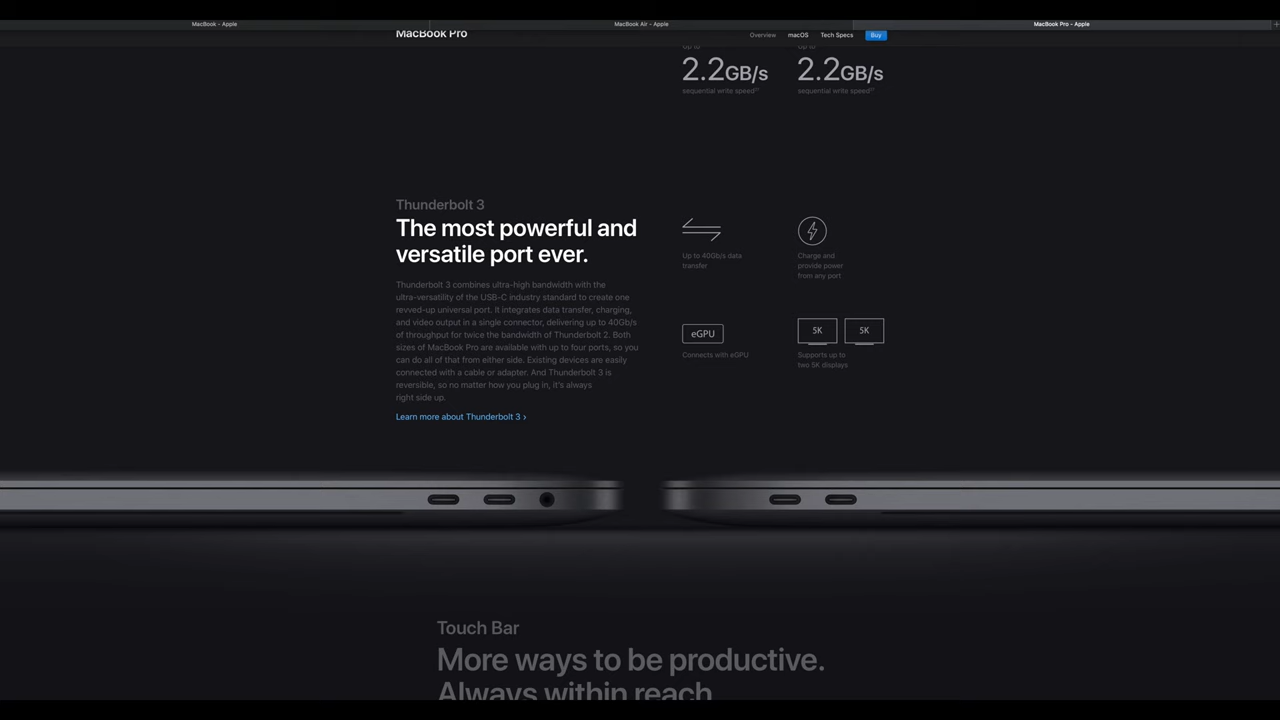 MacBook - Apple
MacBook Air - Apple
MacBook Pro - Apple
MacBook Pro
Overview
macOS
Tech Specs
Buy
Up to
2.2GB/s
sequential write speed
Up to
2.2GB/s
sequential write speed
Thunderbolt 3
The most powerful and
versatile port ever.
Thunderbolt 3 combines ultra-high bandwidth with the
ultra-versatility of the USB-C industry standard to create one
revved-up universal port. It integrates data transfer, charging,
and video output in a single connector, delivering up to 40Gb/s
of throughput for twice the bandwidth of Thunderbolt 2. Both
sizes of MacBook Pro are available with up to four ports, so you
can do all of that from either side. Existing devices are easily
connected with a cable or adapter. And Thunderbolt 3 is
reversible, so no matter how you plug in, it's always
right side up.
Learn more about Thunderbolt 3 ›
Up to 40Gb/s data
transfer
Charge and
provide power
from any port
eGPU
Connects with eGPU
5K
5K
Supports up to
two 5K displays
Touch Bar
More ways to be productive.
Always within reach